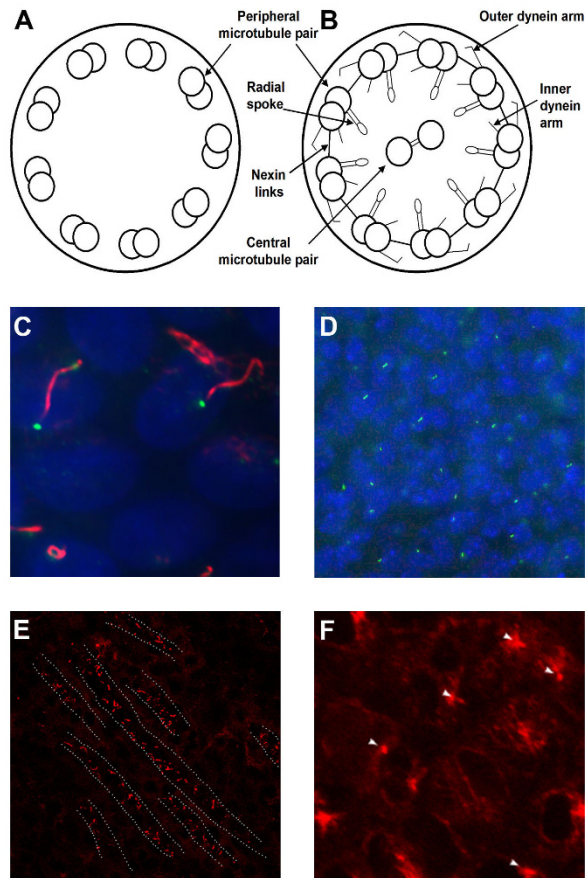 A
Peripheral
microtubule pair
B
Outer dynein arm
Radial
spoke
Inner
dynein
arm
Nexin
links
Central
microtubule pair
C
D
E
F